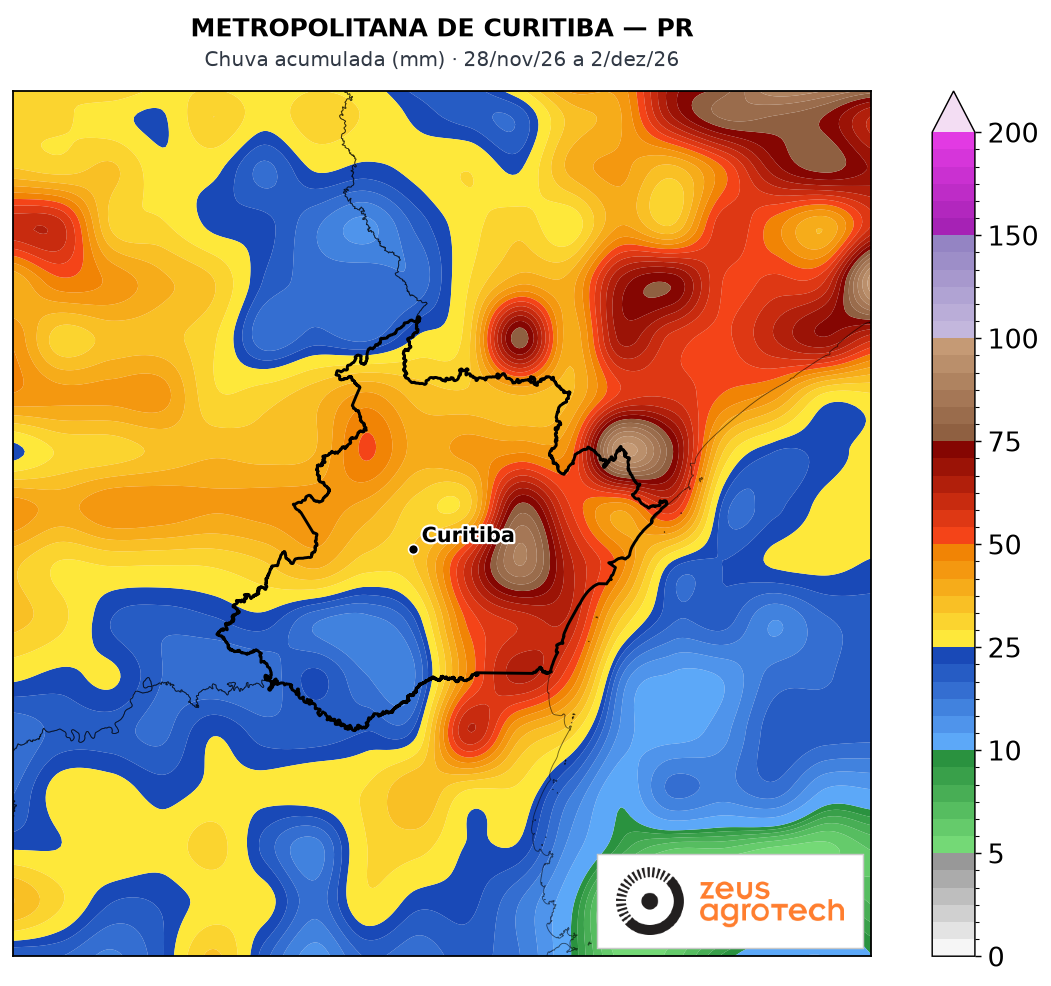 METROPOLITANA DE CURITIBA — PR
Chuva acumulada (mm) · 28/nov/26 a 2/dez/26
200
150
100
75
50
25
10
5
0
Curitiba
zeus
agrotech